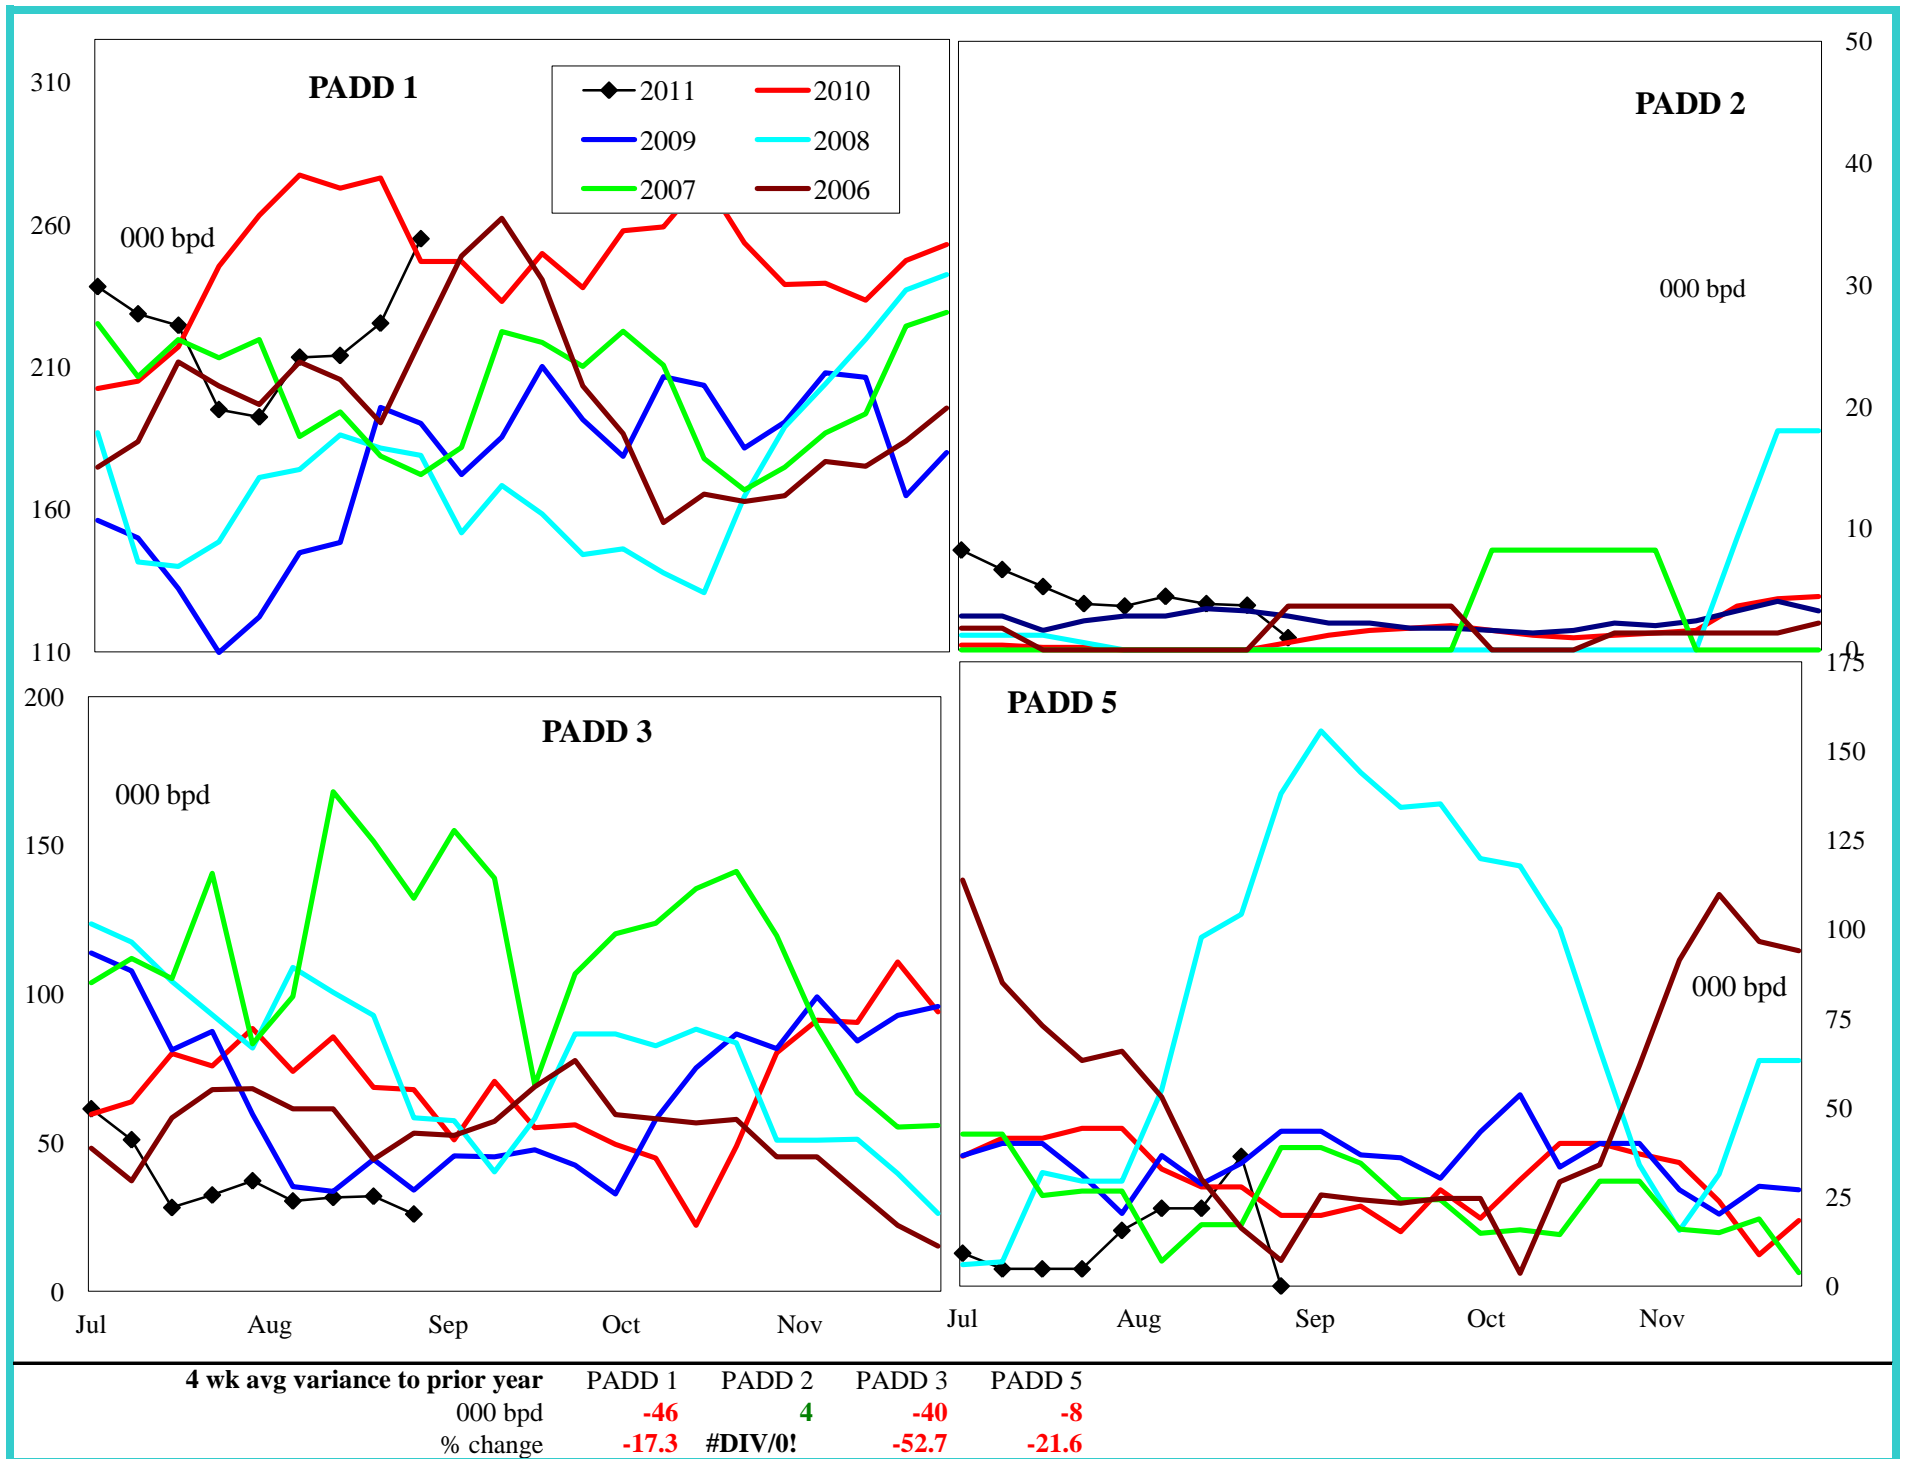 PADD 1
310
260
210
160
110
000 bpd
2011 2010
2009 2008
2007 2006
PADD 2
50
40
30
20
10
0
000 bpd
PADD 3
200
150
100
50
0
000 bpd
Jul Aug Sep Oct Nov
PADD 5
175
150
125
100
75
50
25
0
000 bpd
Jul Aug Sep Oct Nov
4 wk avg variance to prior year PADD 1 PADD 2 PADD 3 PADD 5
000 bpd -46 4 -40 -8
% change -17.3 #DIV/0! -52.7 -21.6